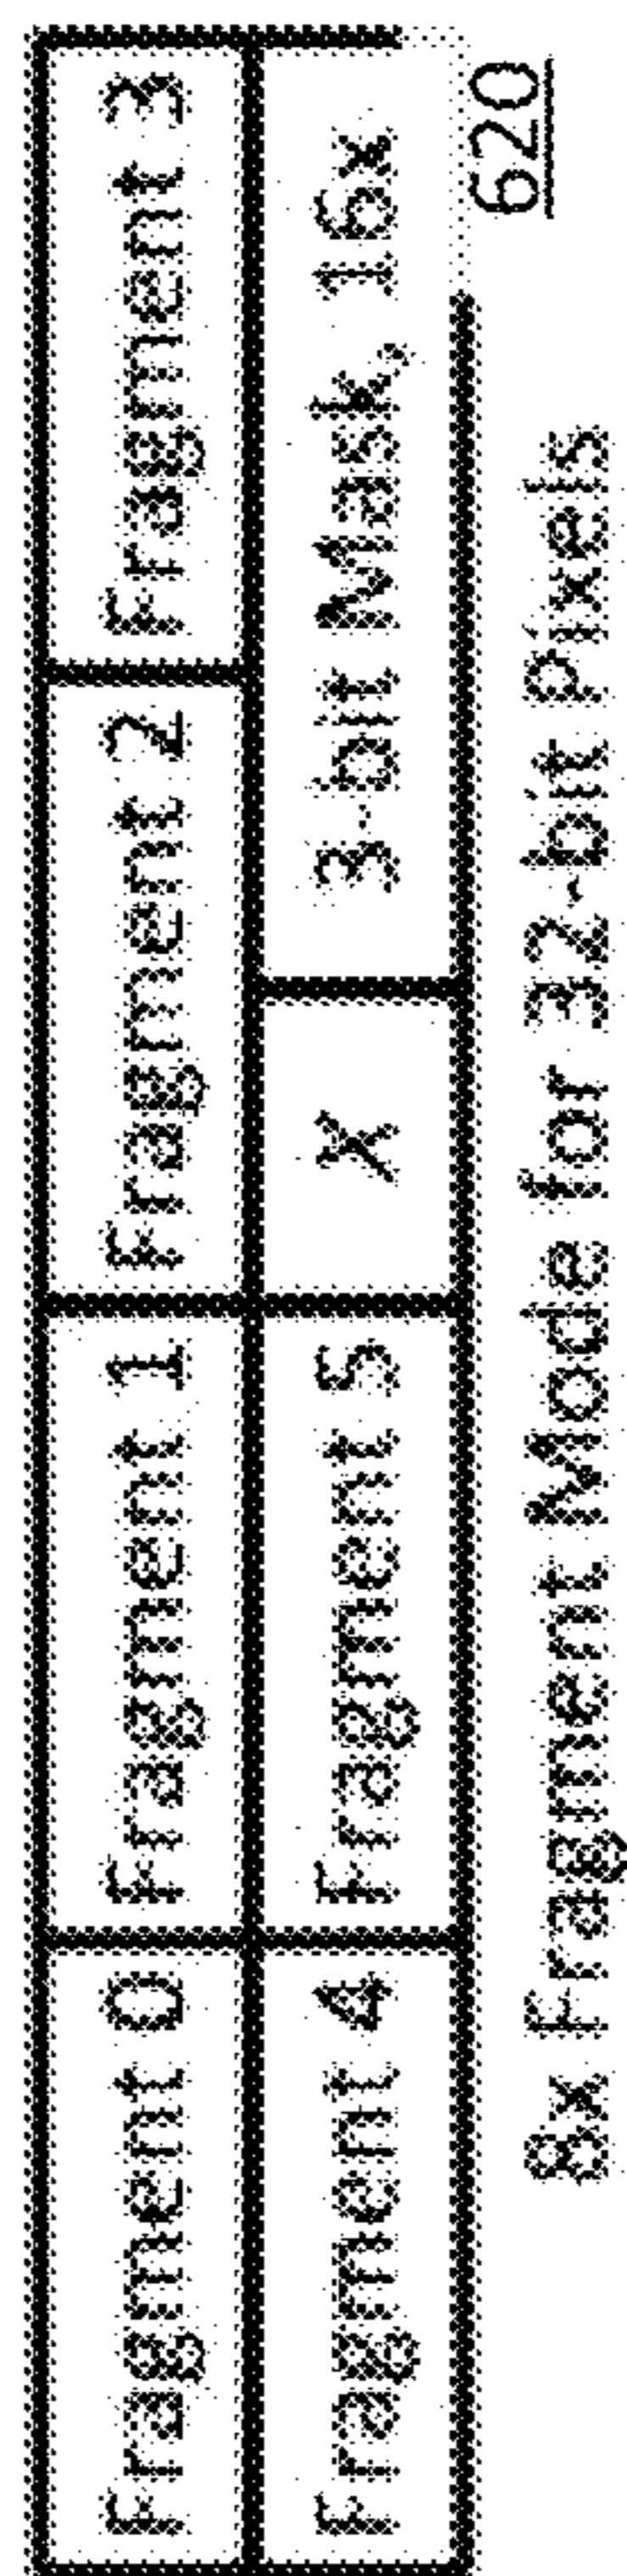 Fragment 0 Fragment 1 Fragment 2 Fragment 3
Fragment 4 Fragment 5 X 3-bit Mask, 16x
620
8x Fragment Mode for 32-bit Pixels